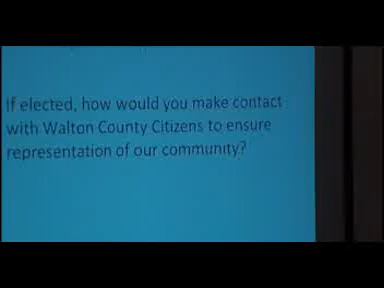 If elected, how would you make contact
with Walton County Citizens to ensure
representation of our community?